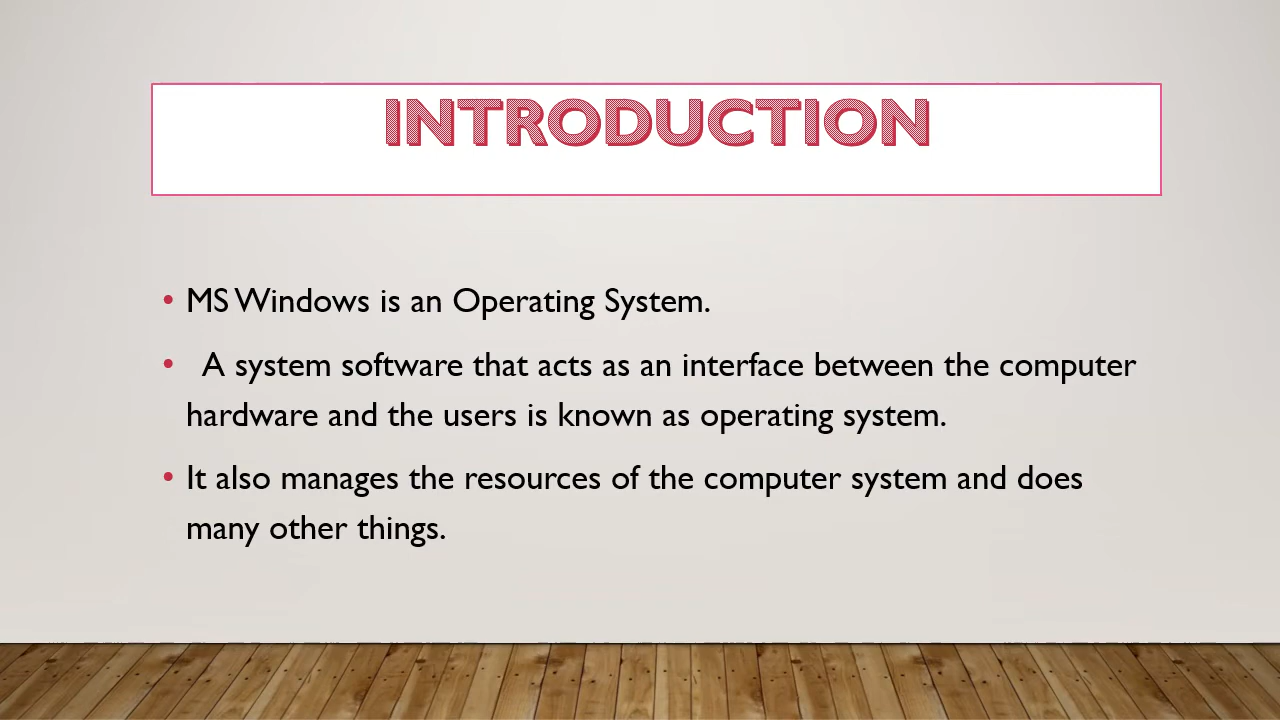 INTRODUCTION
• MS Windows is an Operating System.
• A system software that acts as an interface between the computer
hardware and the users is known as operating system.
• It also manages the resources of the computer system and does
many other things.